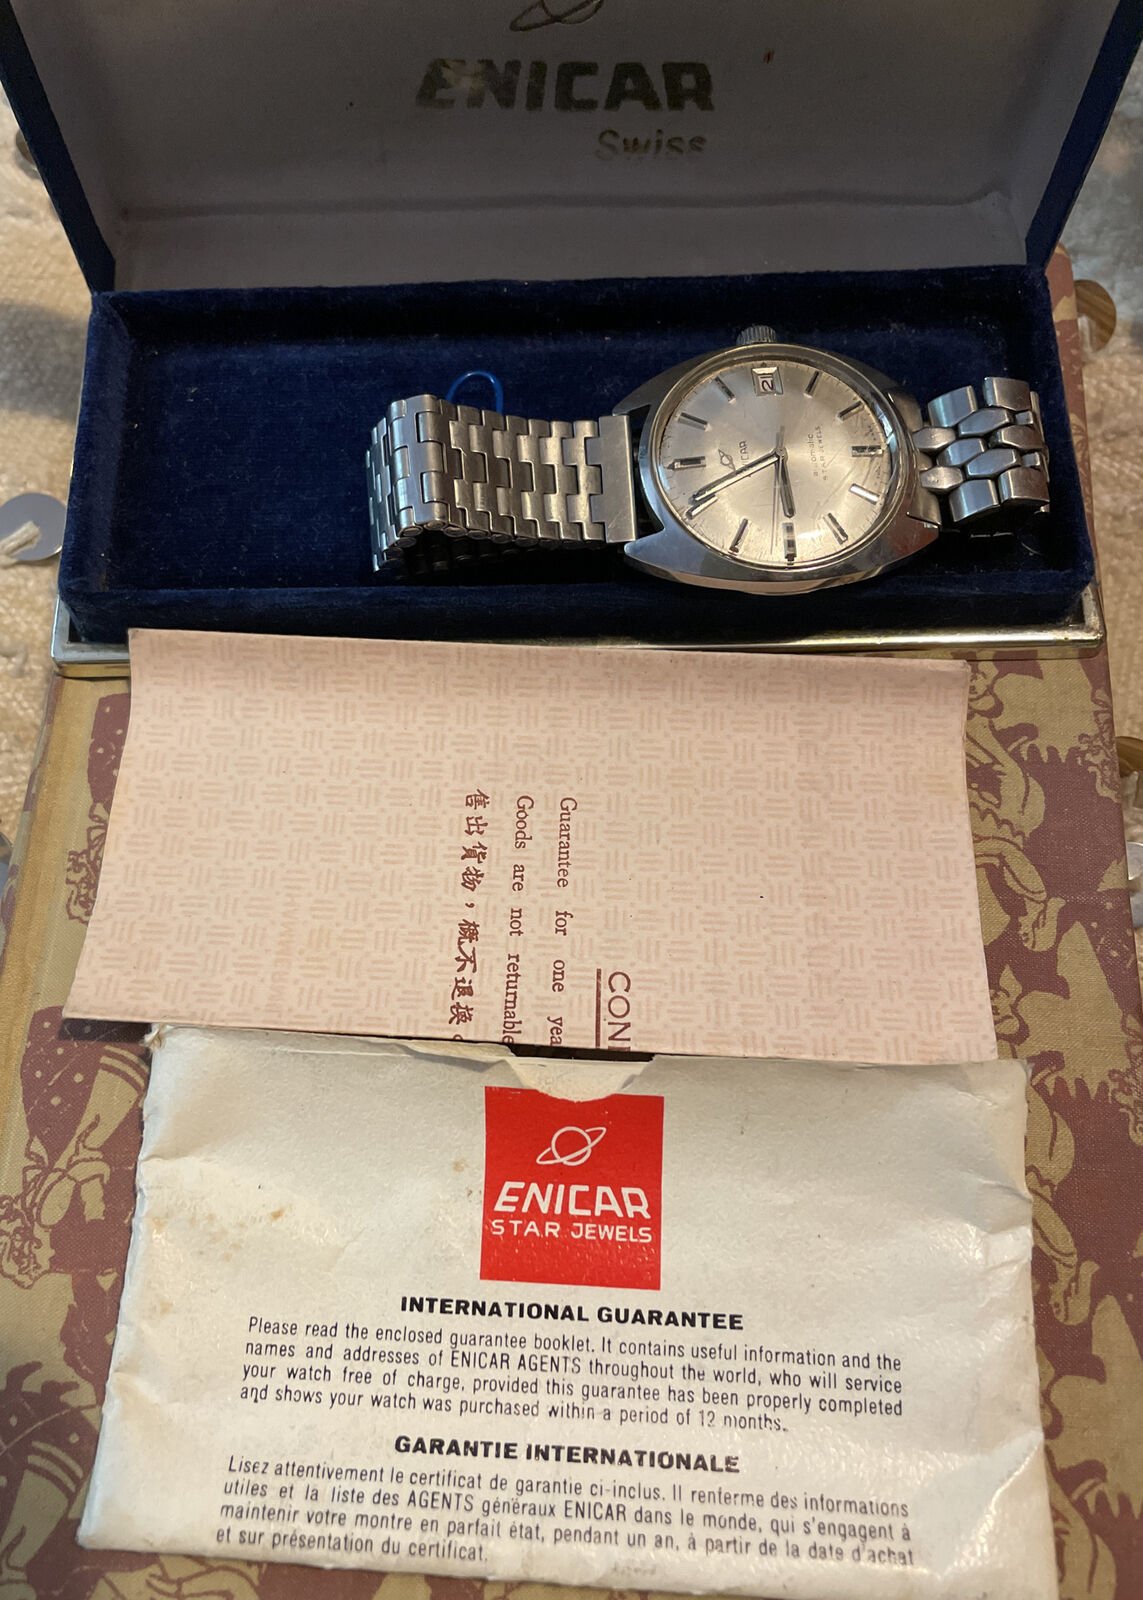 ENICAR
Swiss
21
automatic
STAR JEWELS
Guarantee for one
Goods are not returnable
售出貨物，概不退換。
ENICAR
STAR JEWELS
INTERNATIONAL GUARANTEE
Please read the enclosed guarantee booklet. It contains useful information and the
names and addresses of ENICAR AGENTS throughout the world, who will service
your watch free of charge, provided this guarantee has been properly completed
and shows your watch was purchased within a period of 12 months.
GARANTIE INTERNATIONALE
Lisez attentivement le certificat de garantie ci-inclus. Il renferme des informations
utiles et la liste des AGENTS généraux ENICAR dans le monde, qui s'engagent à
maintenir votre montre en parfait état, pendant un an, à partir de la date d'achat
et sur présentation du certificat.